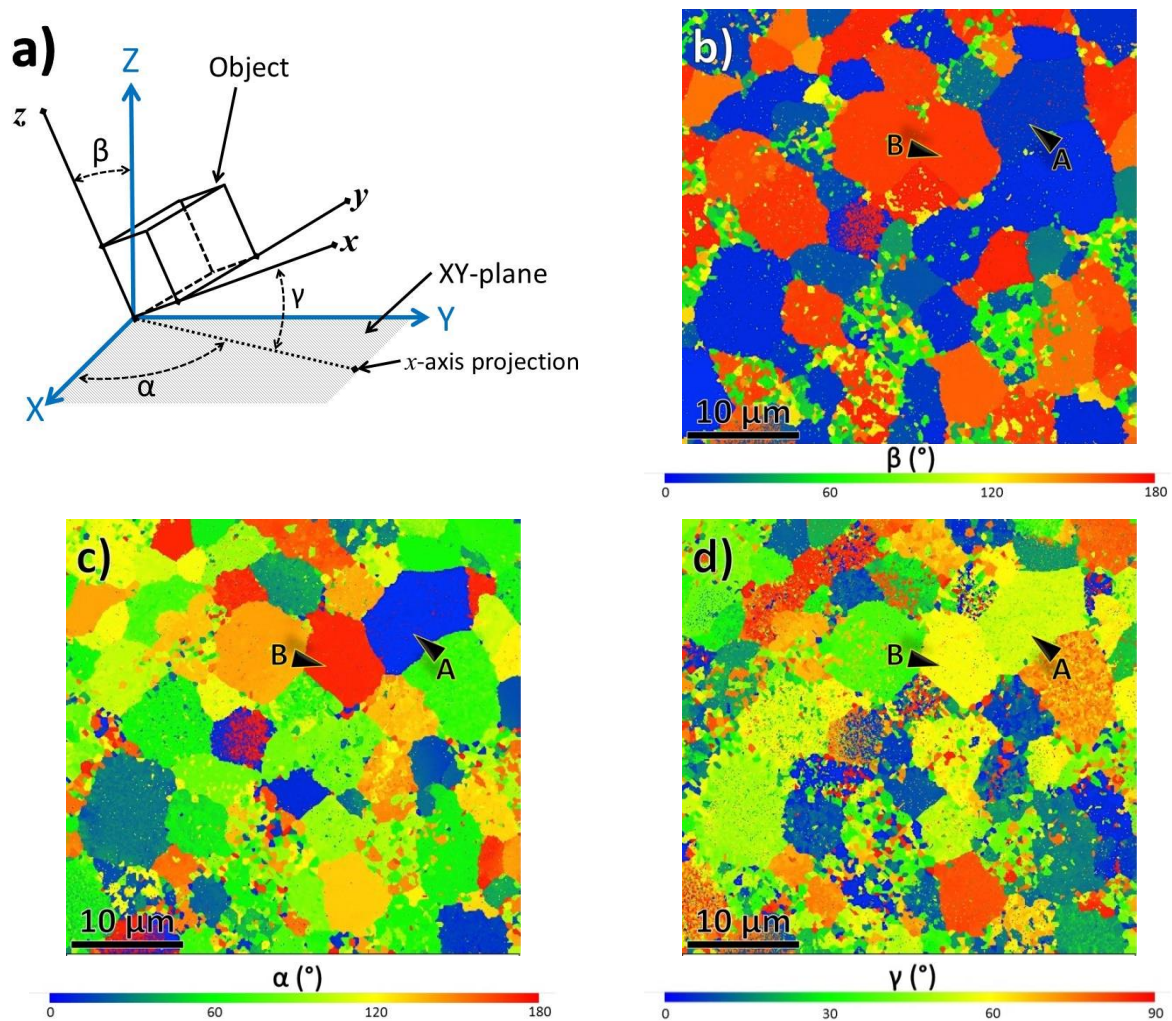 a)
Z
Object
z
β
y
x
XY-plane
γ
Y
x-axis projection
α
X
b)
B
A
10 μm
β (°)
0 60 120 180
c)
B
A
10 μm
α (°)
0 60 120 180
d)
B
A
10 μm
γ (°)
0 30 60 90